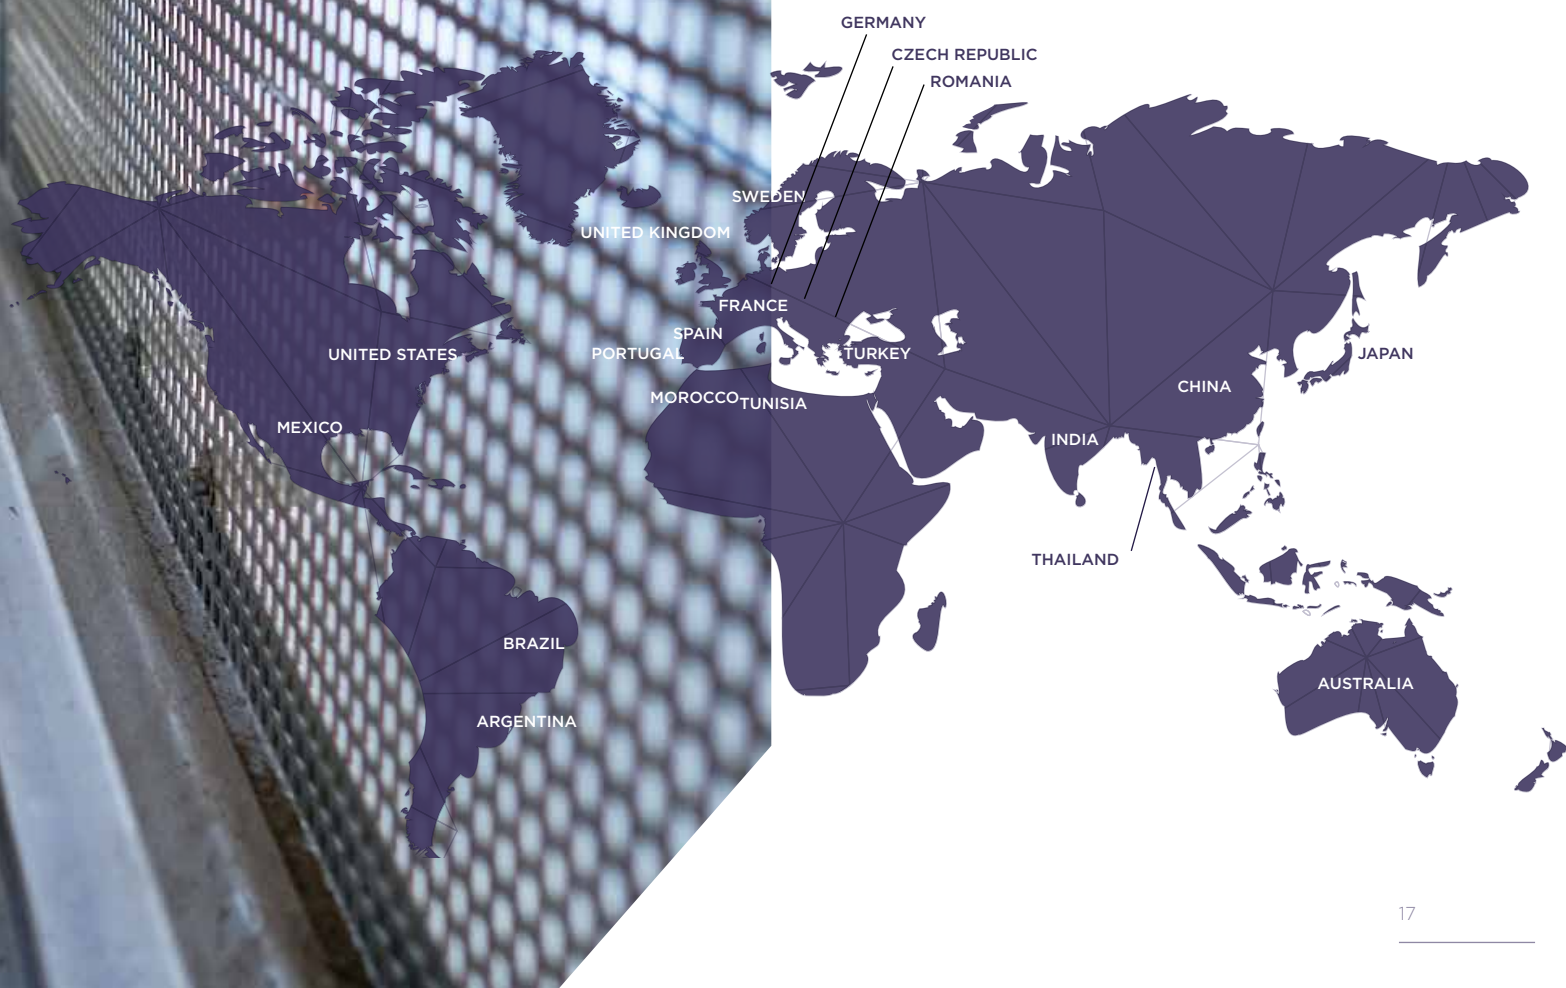 GERMANY
CZECH REPUBLIC
ROMANIA
SWEDEN
UNITED KINGDOM
FRANCE
SPAIN
UNITED STATES
PORTUGAL
TURKEY
JAPAN
CHINA
MOROCCO
TUNISIA
MEXICO
INDIA
THAILAND
BRAZIL
AUSTRALIA
ARGENTINA
17